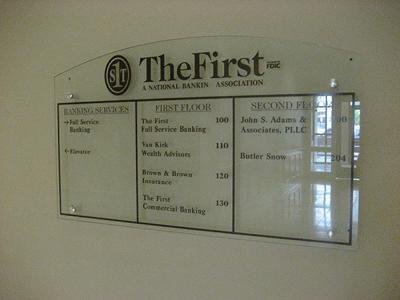 1ST
TheFirst
FDIC
A NATIONAL BANKIN ASSOCIATION
BANKING SERVICES
→Full Service
Banking
←Elevator
FIRST FLOOR
The First 100
Full Service Banking
Van Kirk 110
Wealth Advisors
Brown & Brown 120
Insurance
The First 130
Commercial Banking
SECOND FLO
John S. Adams & 00
Associates, PLLC
Butler Snow 204